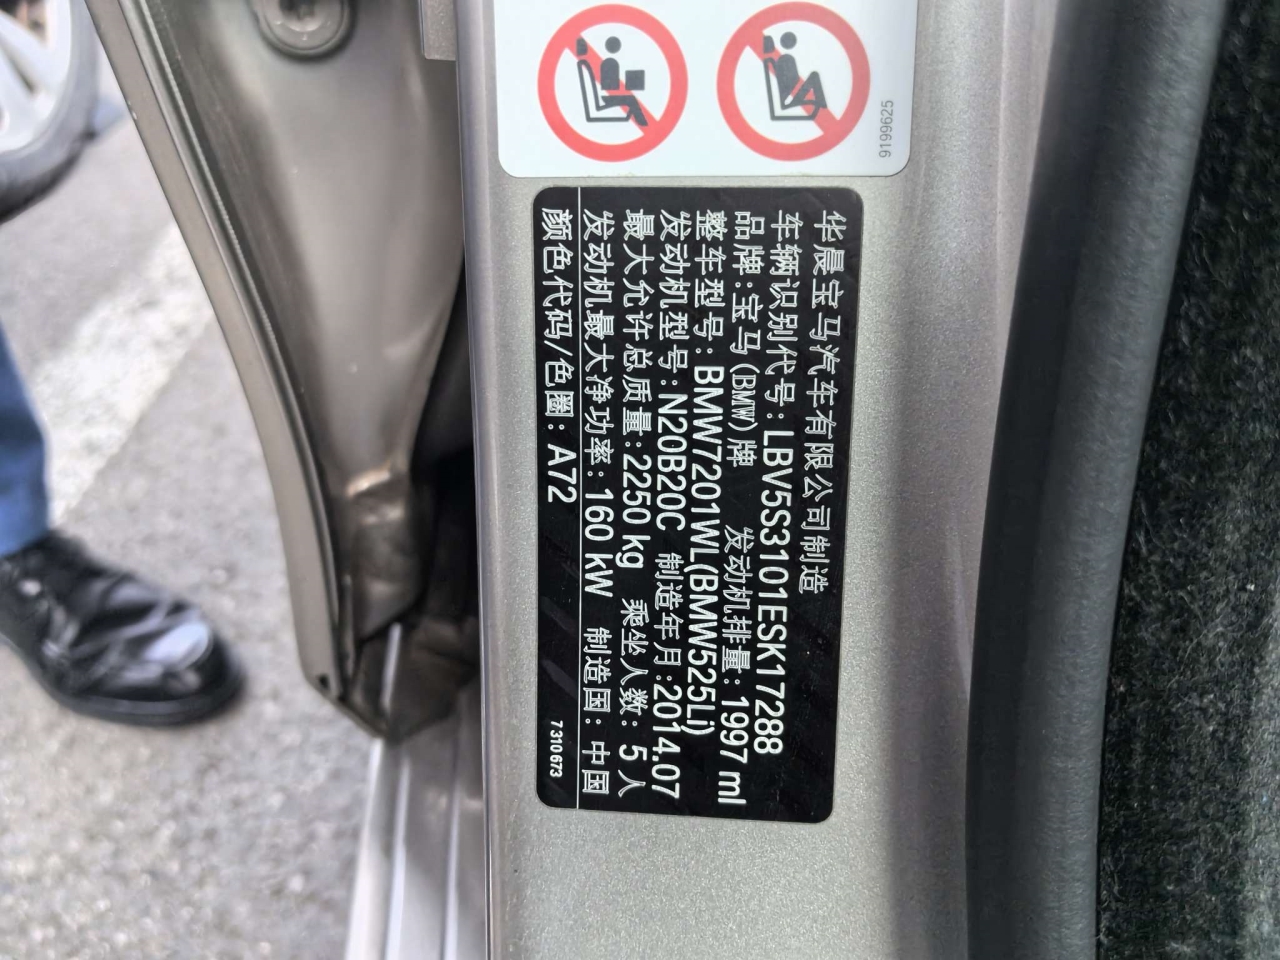 9199625
华晨宝马汽车有限公司制造
车辆识别代号:LBV5S3101ESK17288
品牌:宝马(BMW)牌 发动机排量:1997 ml
整车型号:BMW7201WL(BMW525Li)
发动机型号:N20B20C 制造年月:2014.07
最大允许总质量:2250 kg 乘坐人数: 5 人
发动机最大净功率:160 kW 制造国: 中国
颜色代码/色圈: A72 7 310 673